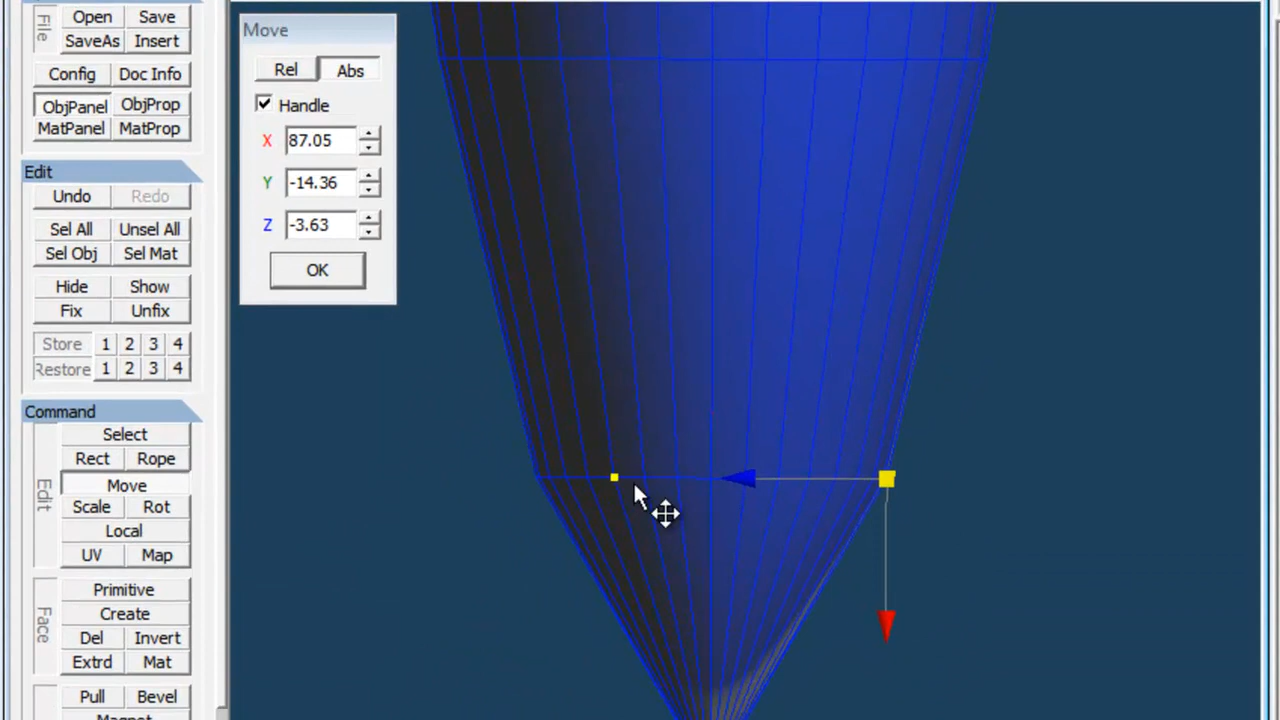 File
Open Save
SaveAs Insert
Config Doc Info
ObjPanel ObjProp
MatPanel MatProp
Edit
Undo Redo
Sel All Unsel All
Sel Obj Sel Mat
Hide Show
Fix Unfix
Store 1 2 3 4
Restore 1 2 3 4
Command
Edit
Select
Rect Rope
Move
Scale Rot
Local
UV Map
Face
Primitive
Create
Del Invert
Extrd Mat
Pull Bevel
Magnet
Move
Rel Abs
Handle
X 87.05
Y -14.36
Z -3.63
OK